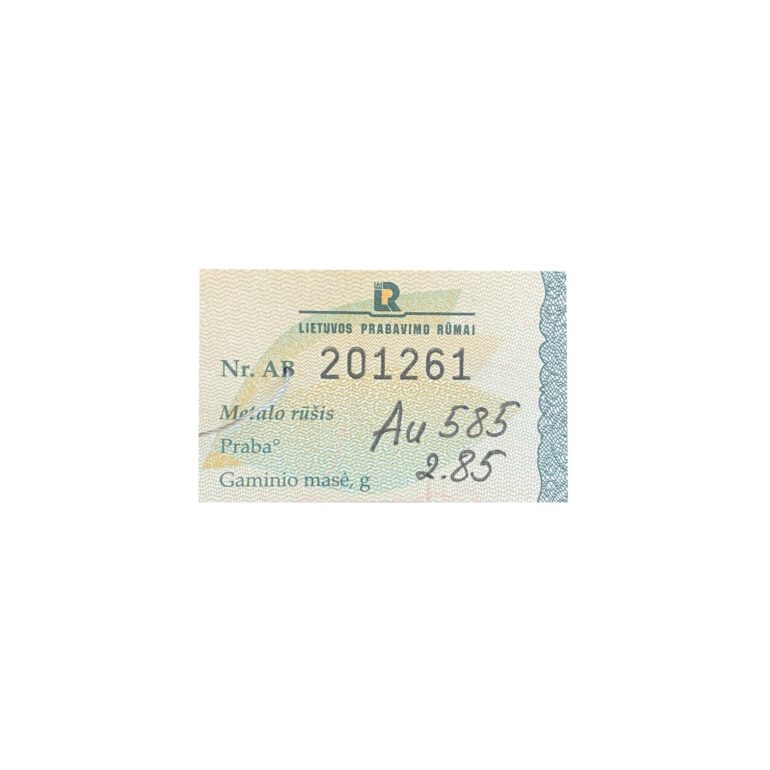 LIETUVOS PRABAVIMO RŪMAI
Nr. AB 201261
Metalo rūšis
Au 585
Praba°
Gaminio masė, g 2.85